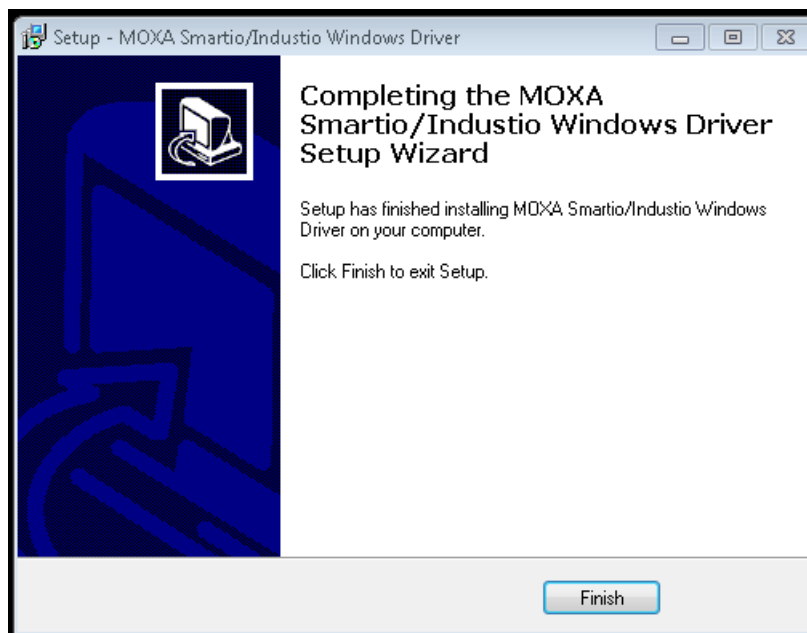 Setup - MOXA Smartio/Industio Windows Driver
Completing the MOXA
Smartio/Industio Windows Driver
Setup Wizard
Setup has finished installing MOXA Smartio/Industio Windows
Driver on your computer.
Click Finish to exit Setup.
Finish